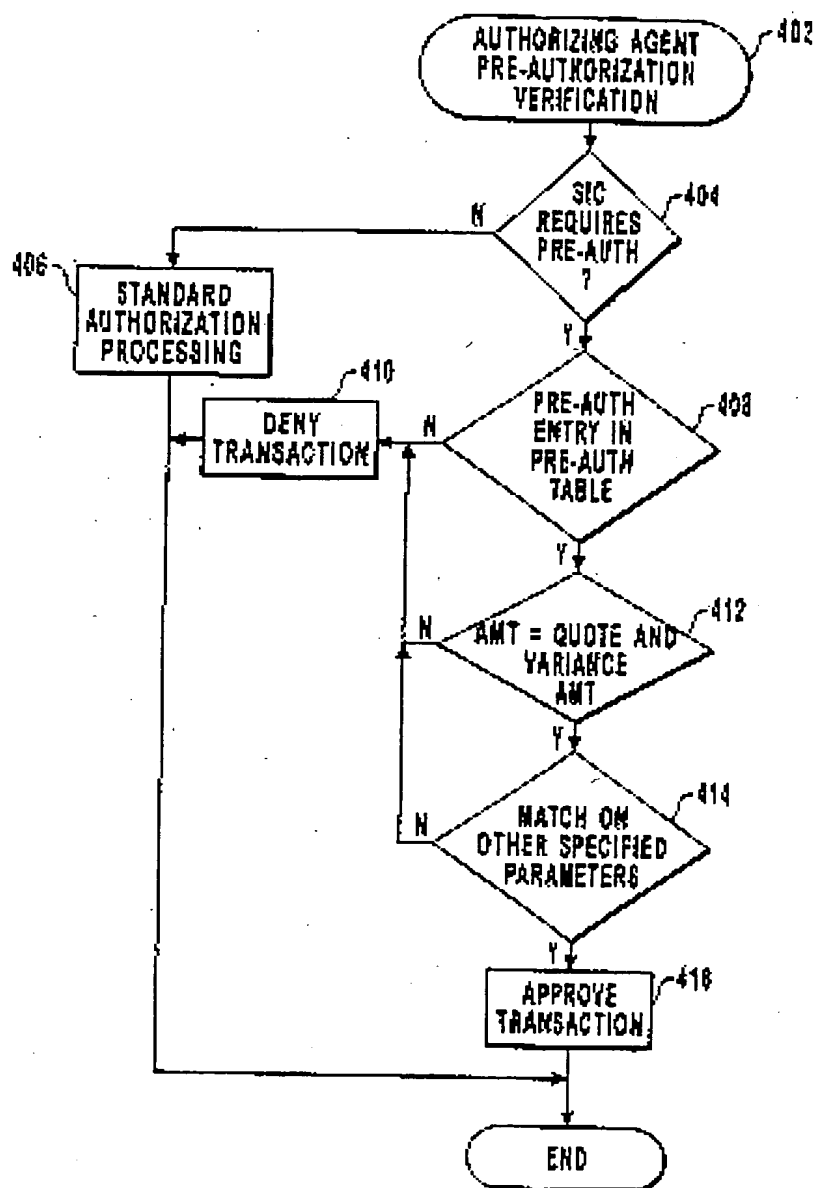 AUTHORIZING AGENT
PRE-AUTHORIZATION
VERIFICATION
402
SIC
REQUIRES
PRE-AUTH
?
404
N
Y
406
STANDARD
AUTHORIZATION
PROCESSING
410
DENY
TRANSACTION
N
PRE-AUTH
ENTRY IN
PRE-AUTH
TABLE
408
Y
N
AMT = QUOTE AND
VARIANCE
AMT
412
Y
N
MATCH ON
OTHER SPECIFIED
PARAMETERS
414
Y
APPROVE
TRANSACTION
416
END